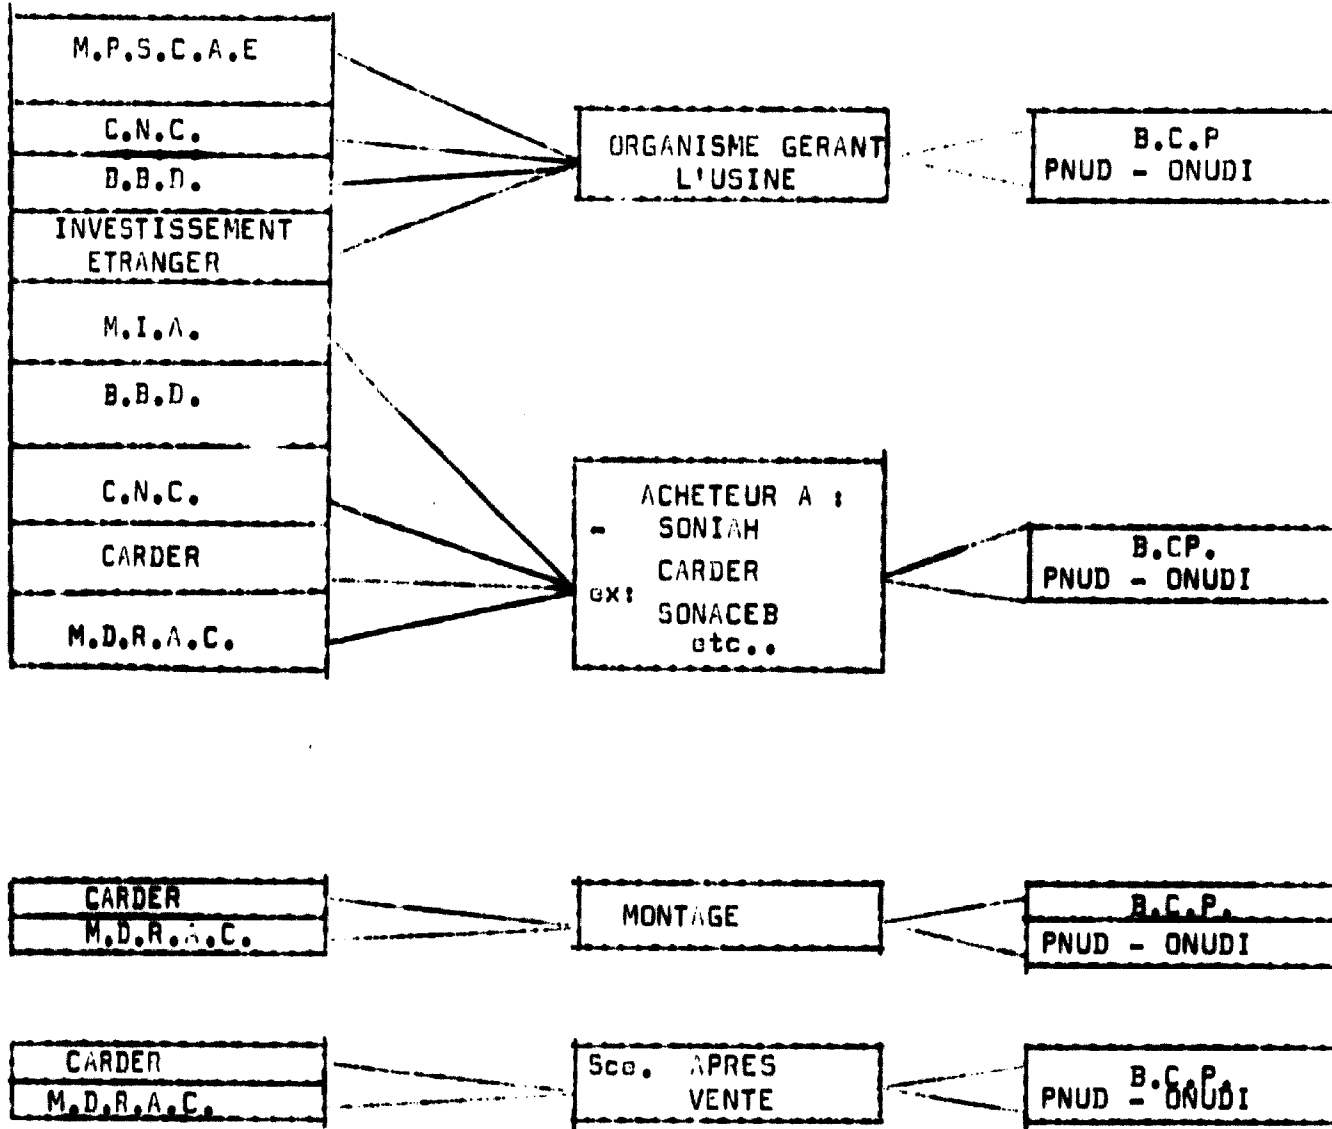 M.P.S.C.A.E
C.N.C.
B.B.D.
INVESTISSEMENT
ETRANGER
M.I.A.
B.B.D.
C.N.C.
CARDER
M.D.R.A.C.
ORGANISME GERANT
L'USINE
B.C.P
PNUD - ONUDI
ACHETEUR A :
- SONIAH
CARDER
ex:
SONACEB
etc..
B.CP.
PNUD - ONUDI
CARDER
M.D.R.A.C.
MONTAGE
B.C.P.
PNUD - ONUDI
CARDER
M.D.R.A.C.
Sce. APRES
VENTE
B.C.P.
PNUD - ONUDI